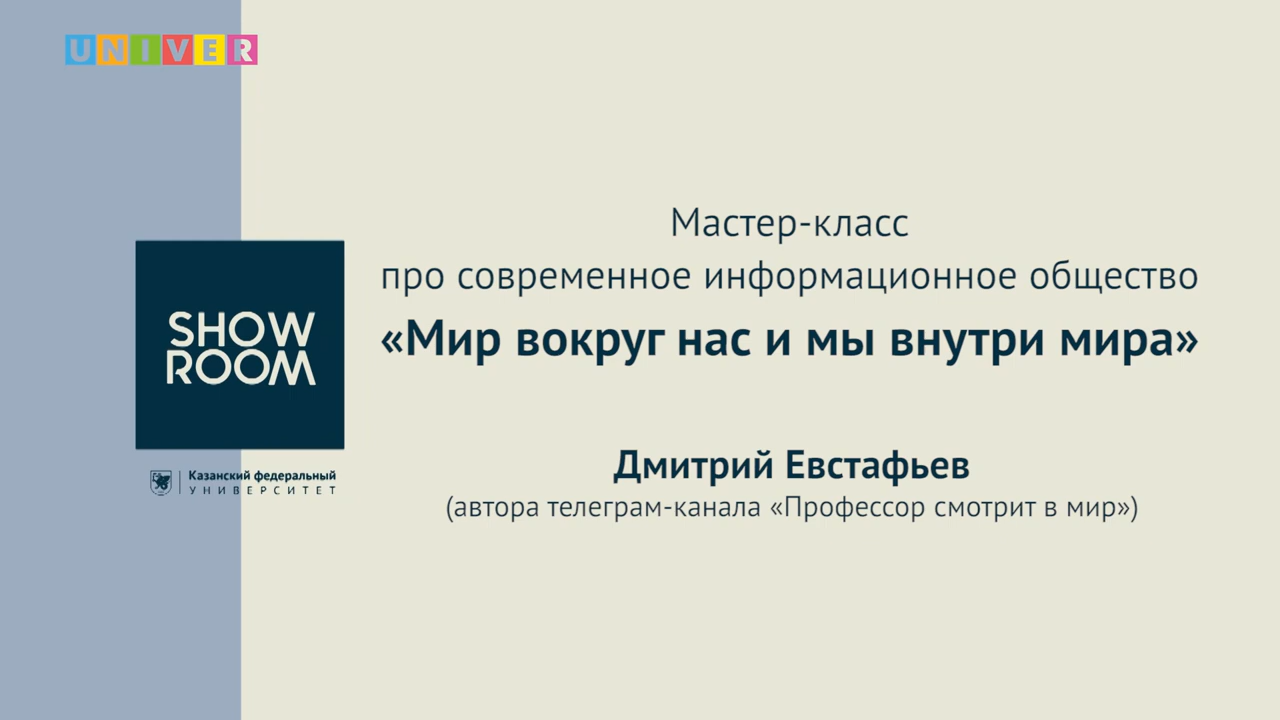 UNIVER
SHOW
ROOM
Казанский федеральный
УНИВЕРСИТЕТ
Мастер-класс
про современное информационное общество
«Мир вокруг нас и мы внутри мира»
Дмитрий Евстафьев
(автора телеграм-канала «Профессор смотрит в мир»)